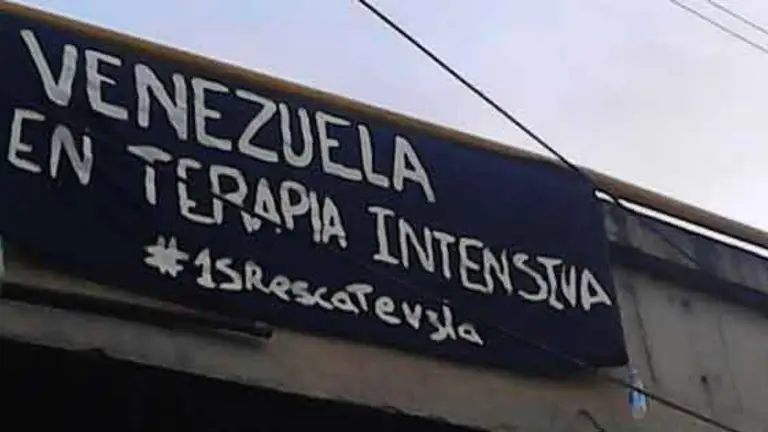 VENEZUELA
EN TERAPIA INTENSIVA
#1SRescaTevzla